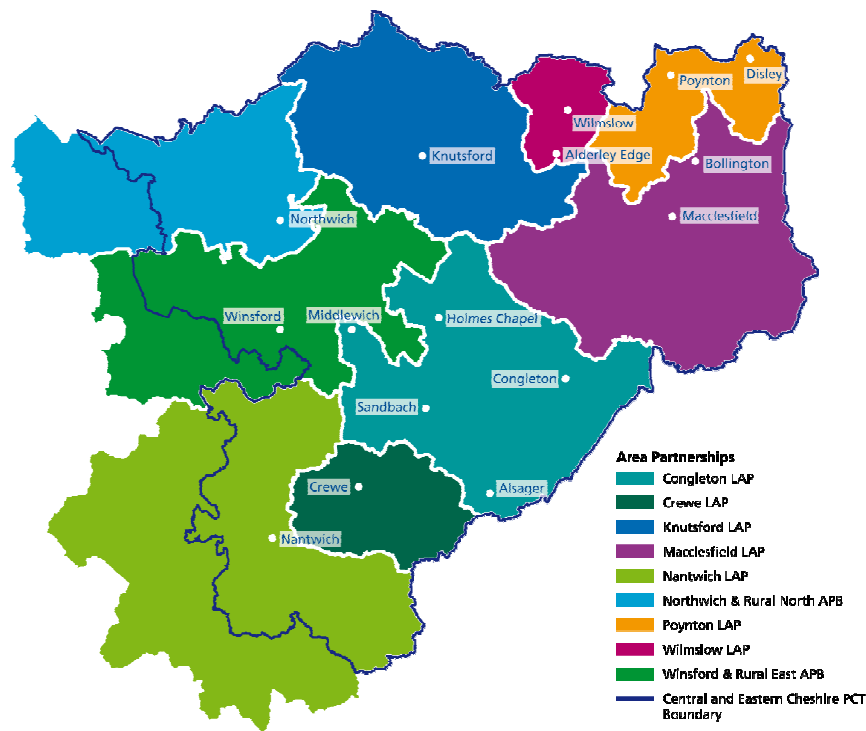 Disley
Poynton
Wilmslow
Knutsford
Alderley Edge
Bollington
Northwich
Macclesfield
Winsford
Middlewich
Holmes Chapel
Congleton
Sandbach
Crewe
Alsager
Nantwich
Area Partnerships
Congleton LAP
Crewe LAP
Knutsford LAP
Macclesfield LAP
Nantwich LAP
Northwich & Rural North APB
Poynton LAP
Wilmslow LAP
Winsford & Rural East APB
Central and Eastern Cheshire PCT
Boundary